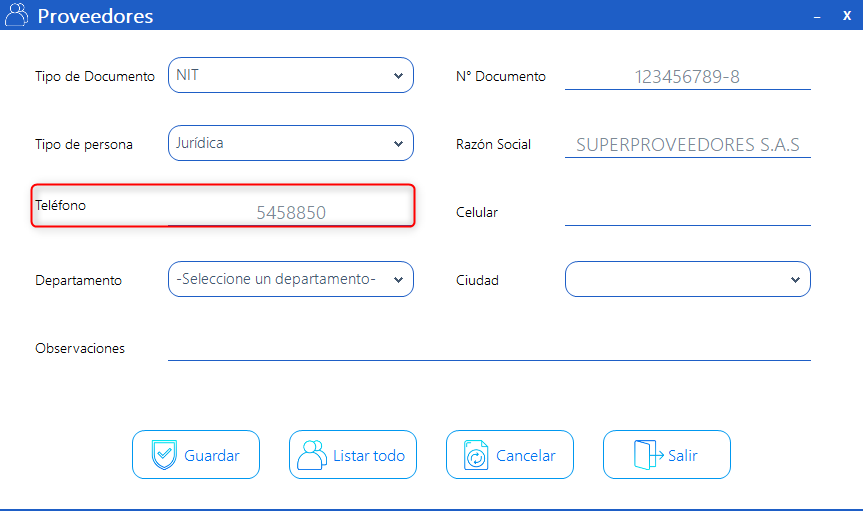 Proveedores
Tipo de Documento NIT N° Documento 123456789-8
Tipo de persona Jurídica Razón Social SUPERPROVEEDORES S.A.S
Teléfono 5458850 Celular
Departamento -Seleccione un departamento- Ciudad
Observaciones
Guardar Listar todo Cancelar Salir